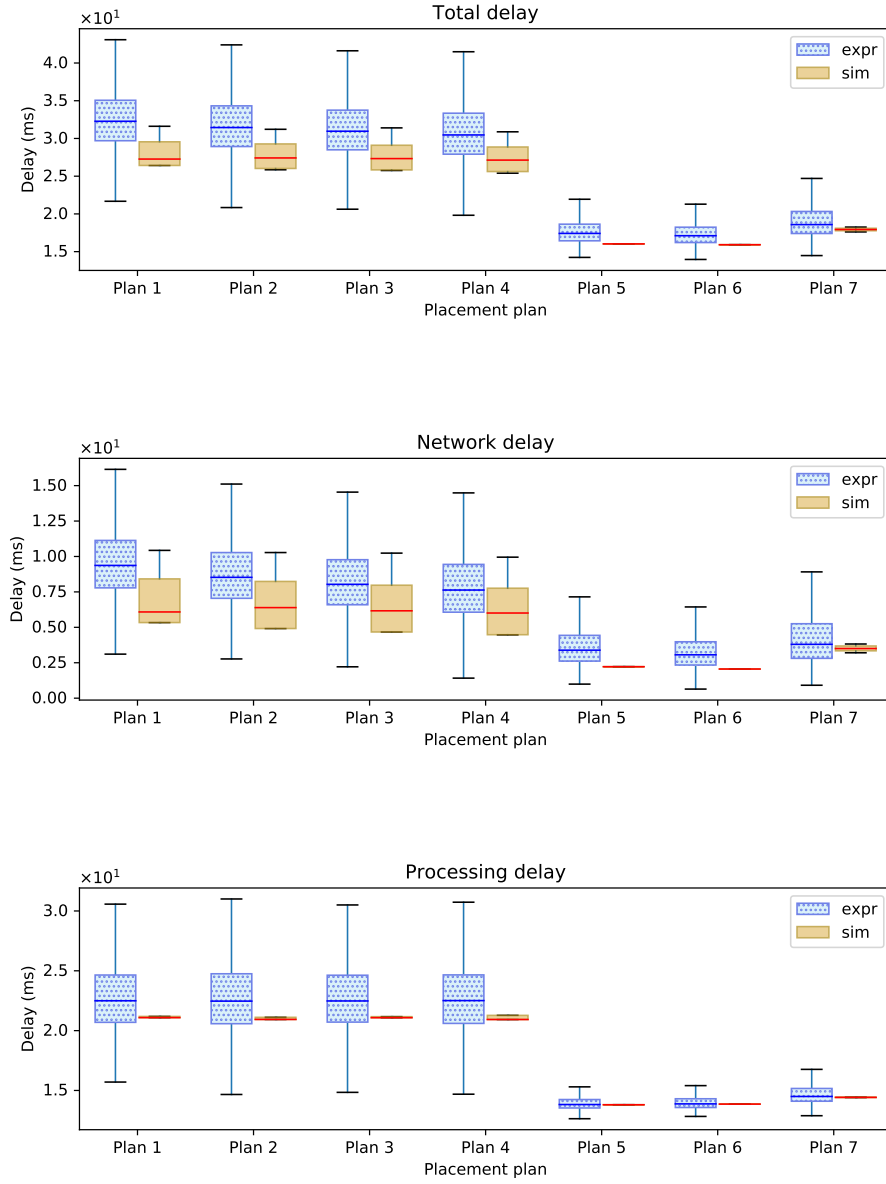 Total delay
×10¹
4.0
3.5
3.0
2.5
2.0
1.5
Delay (ms)
expr
sim
Plan 1 Plan 2 Plan 3 Plan 4 Plan 5 Plan 6 Plan 7
Placement plan
Network delay
×10¹
1.50
1.25
1.00
0.75
0.50
0.25
0.00
Delay (ms)
expr
sim
Plan 1 Plan 2 Plan 3 Plan 4 Plan 5 Plan 6 Plan 7
Placement plan
Processing delay
×10¹
3.0
2.5
2.0
1.5
Delay (ms)
expr
sim
Plan 1 Plan 2 Plan 3 Plan 4 Plan 5 Plan 6 Plan 7
Placement plan